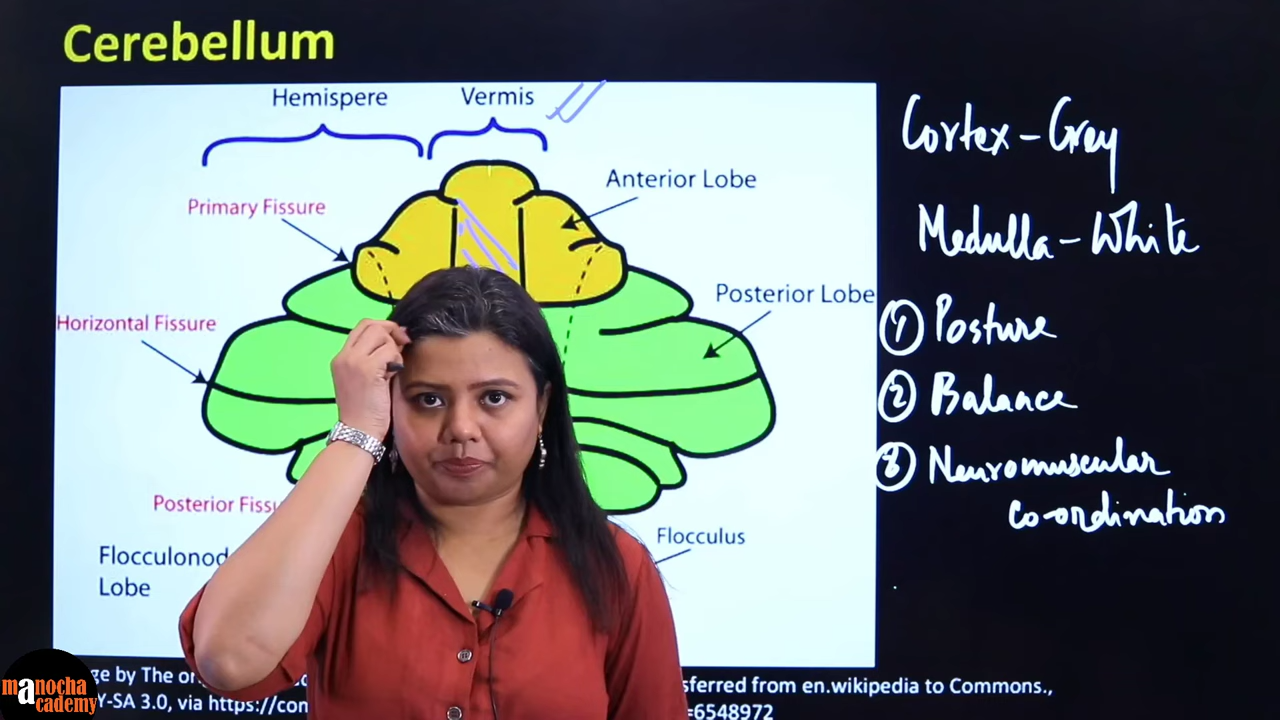 Cerebellum
Hemispere
Vermis
Cortex - Grey
Primary Fissure
Anterior Lobe
Medulla - White
Horizontal Fissure
Posterior Lobe
① Posture
② Balance
③ Neuromuscular
co-ordination
Posterior
Flocculus
Lobe
by The
sferred from en.wikipedia to Commons.,
Y-SA 3.0, via https://con
=6548972
manocha
academy